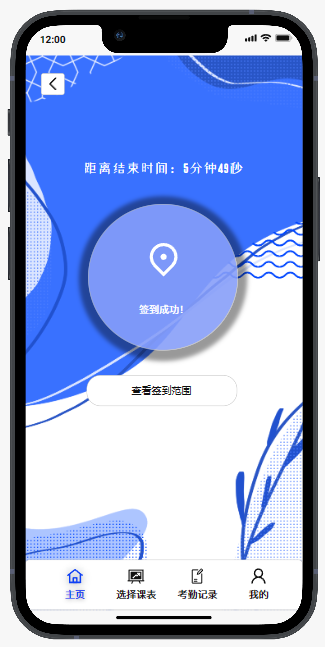 12:00
距离结束时间：5分钟49秒
签到成功!
查看签到范围
主页
选择课表
考勤记录
我的